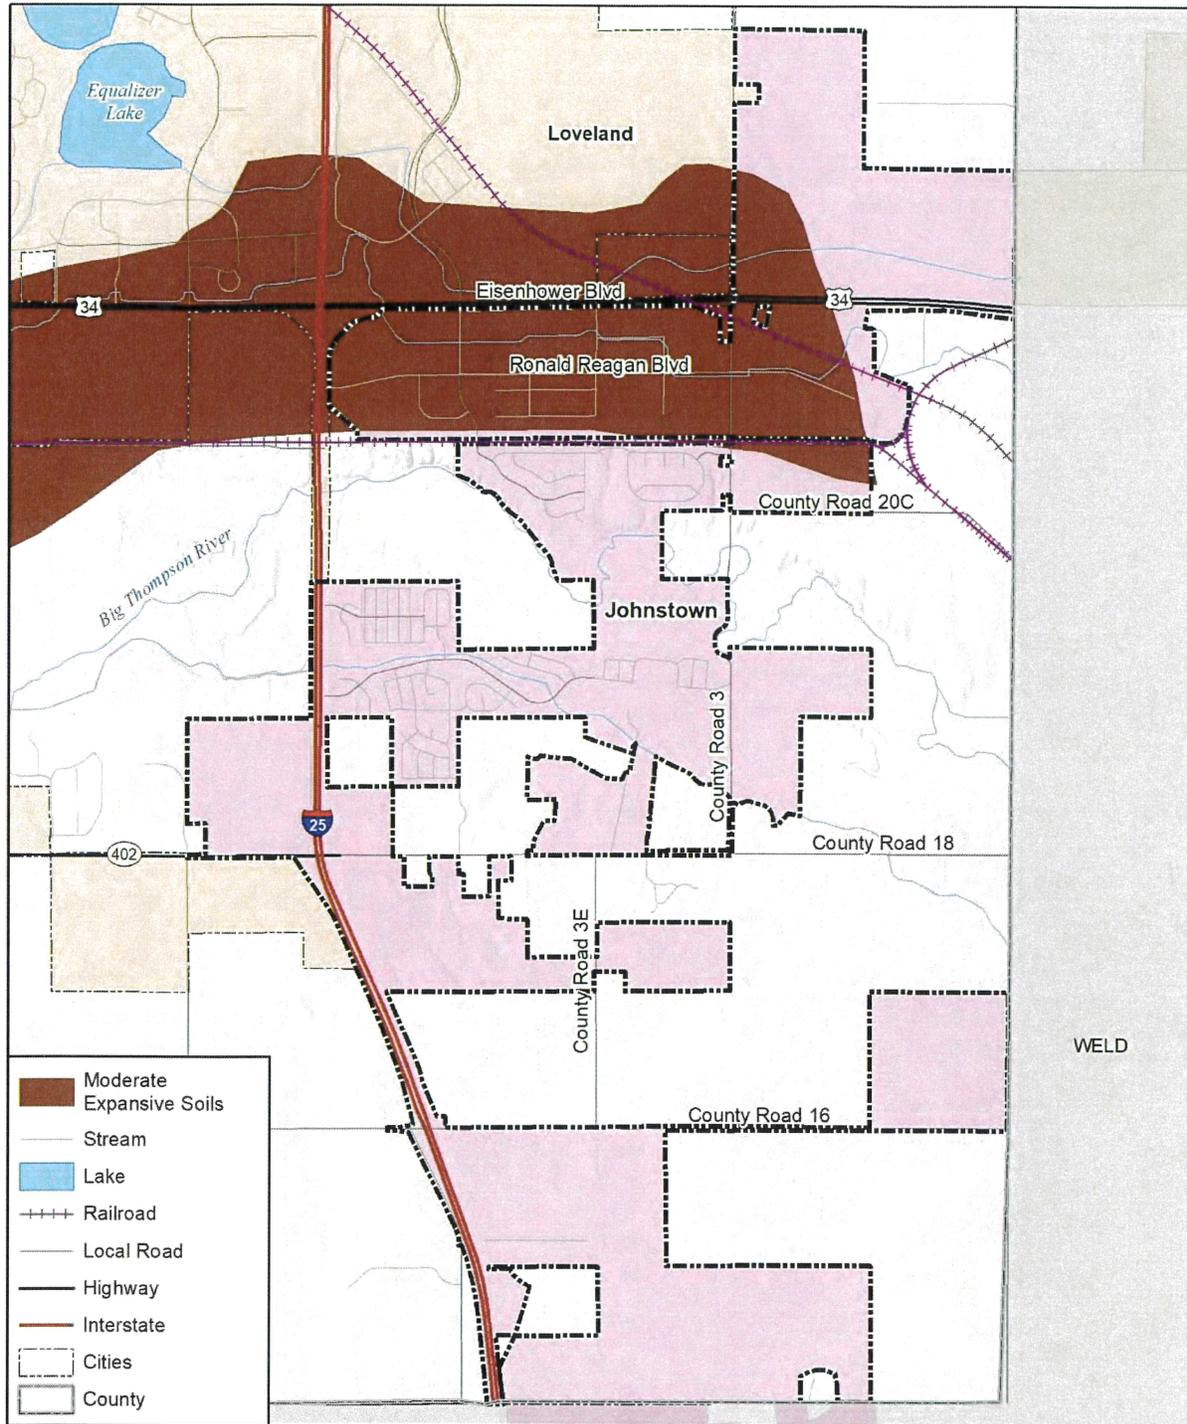 Equalizer
Lake
Loveland
Eisenhower Blvd
34
34
Ronald Reagan Blvd
County Road 20C
Big Thompson River
Johnstown
County Road 3
25
402
County Road 18
County Road 3E
WELD
County Road 16
Moderate
Expansive Soils
Stream
Lake
Railroad
Local Road
Highway
Interstate
Cities
County